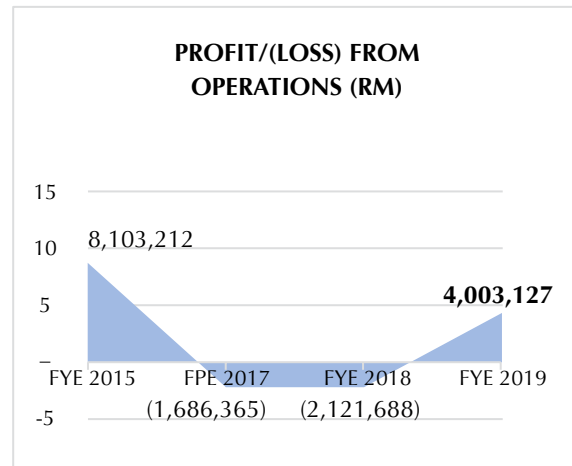 PROFIT/(LOSS) FROM
OPERATIONS (RM)
15
10
8,103,212
5
4,003,127
–
FYE 2015 FPE 2017 FYE 2018 FYE 2019
-5
(1,686,365) (2,121,688)